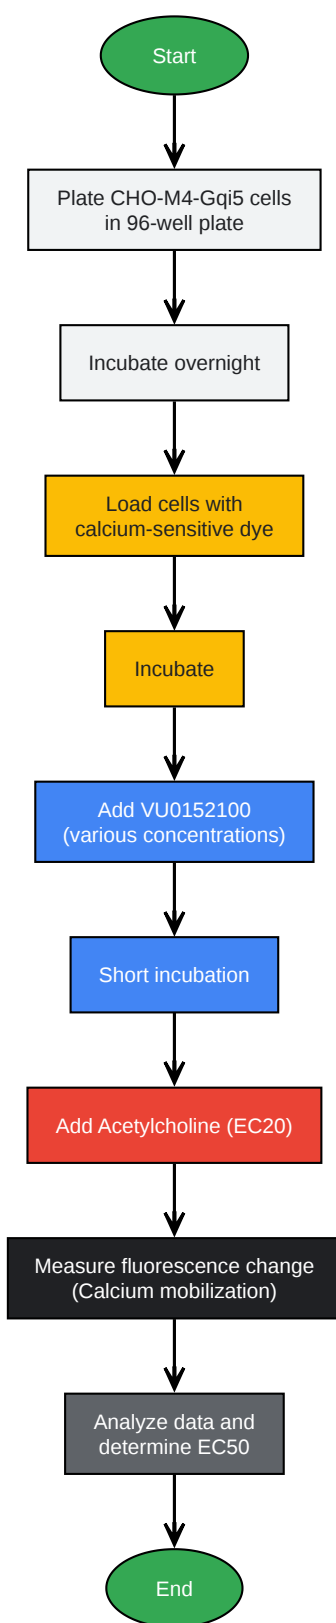 Start
Plate CHO-M4-Gqi5 cells
in 96-well plate
Incubate overnight
Load cells with
calcium-sensitive dye
Incubate
Add VU0152100
(various concentrations)
Short incubation
Add Acetylcholine (EC20)
Measure fluorescence change
(Calcium mobilization)
Analyze data and
determine EC50
End